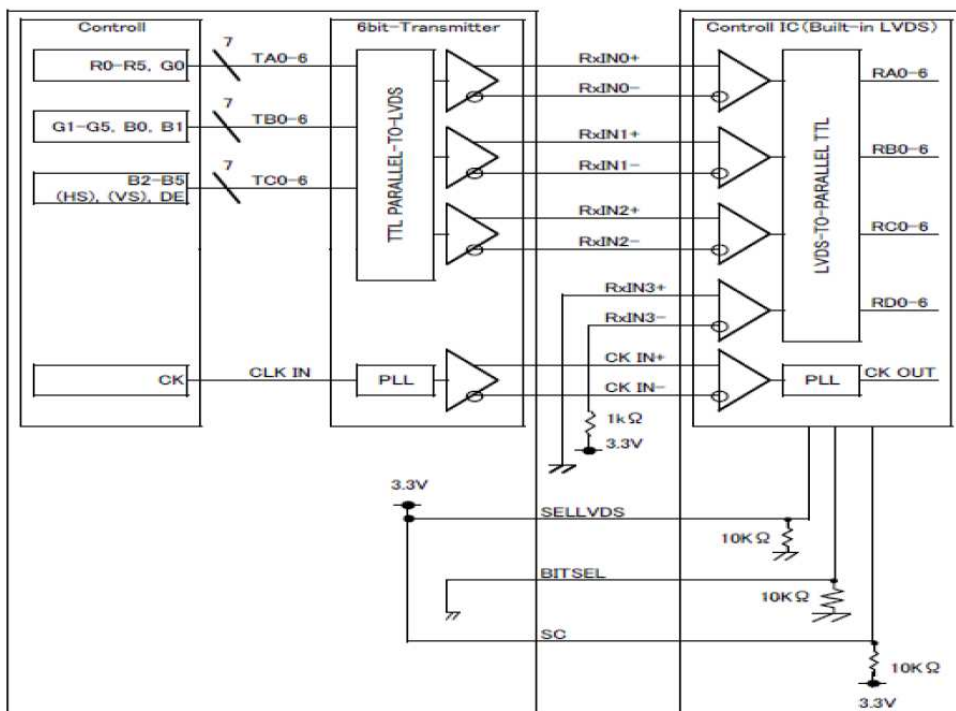 Controll
6bit-Transmitter
Controll IC(Built-in LVDS)
R0-R5, G0
7
TA0-6
RxIN0+
RA0-6
RxIN0-
G1-G5, B0, B1
7
TB0-6
RxIN1+
RB0-6
RxIN1-
B2-B5
(HS), (VS), DE
7
TC0-6
RxIN2+
RC0-6
RxIN2-
TTL PARALLEL-TO-LVDS
LVDS-TO-PARALLEL TTL
RxIN3+
RD0-6
RxIN3-
CK
CLK IN
PLL
CK IN+
CK IN-
PLL
CK OUT
1kΩ
3.3V
3.3V
SELLVDS
10KΩ
BITSEL
10KΩ
SC
10KΩ
3.3V